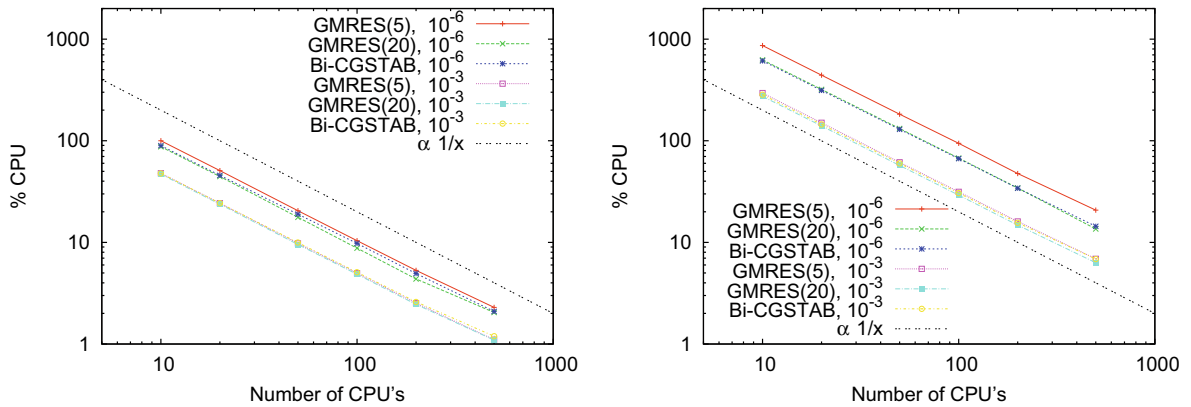 1000
100
10
1
% CPU
GMRES(5), 10-6
GMRES(20), 10-6
Bi-CGSTAB, 10-6
GMRES(5), 10-3
GMRES(20), 10-3
Bi-CGSTAB, 10-3
α 1/x
10 100 1000
Number of CPU's
1000
100
10
1
% CPU
GMRES(5), 10-6
GMRES(20), 10-6
Bi-CGSTAB, 10-6
GMRES(5), 10-3
GMRES(20), 10-3
Bi-CGSTAB, 10-3
α 1/x
10 100 1000
Number of CPU's